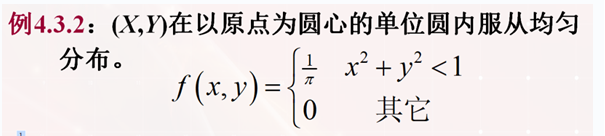 例4.3.2：(X,Y)在以原点为圆心的单位圆内服从均匀
分布。
f(x,y)={1/π x²+y²<1
0 其它